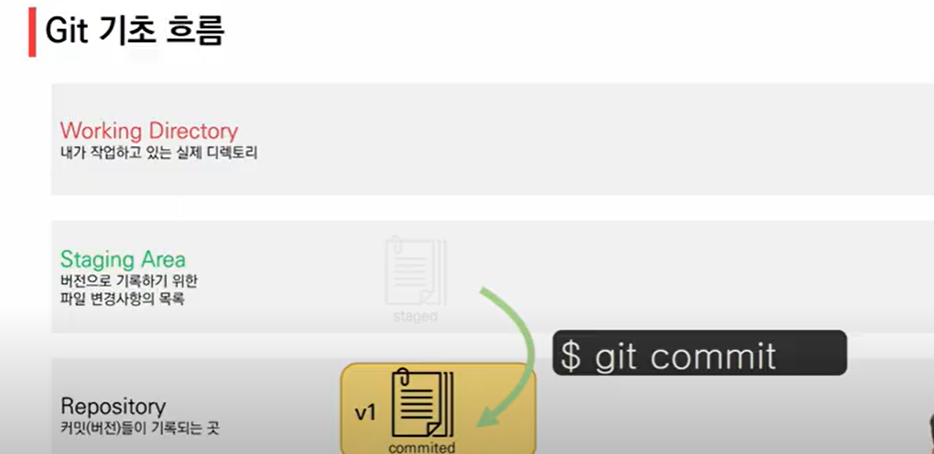 Git 기초 흐름
Working Directory
내가 작업하고 있는 실제 디렉토리
Staging Area
버전으로 기록하기 위한
파일 변경사항의 목록
staged
$ git commit
Repository
커밋(버전)들이 기록되는 곳
v1
commited